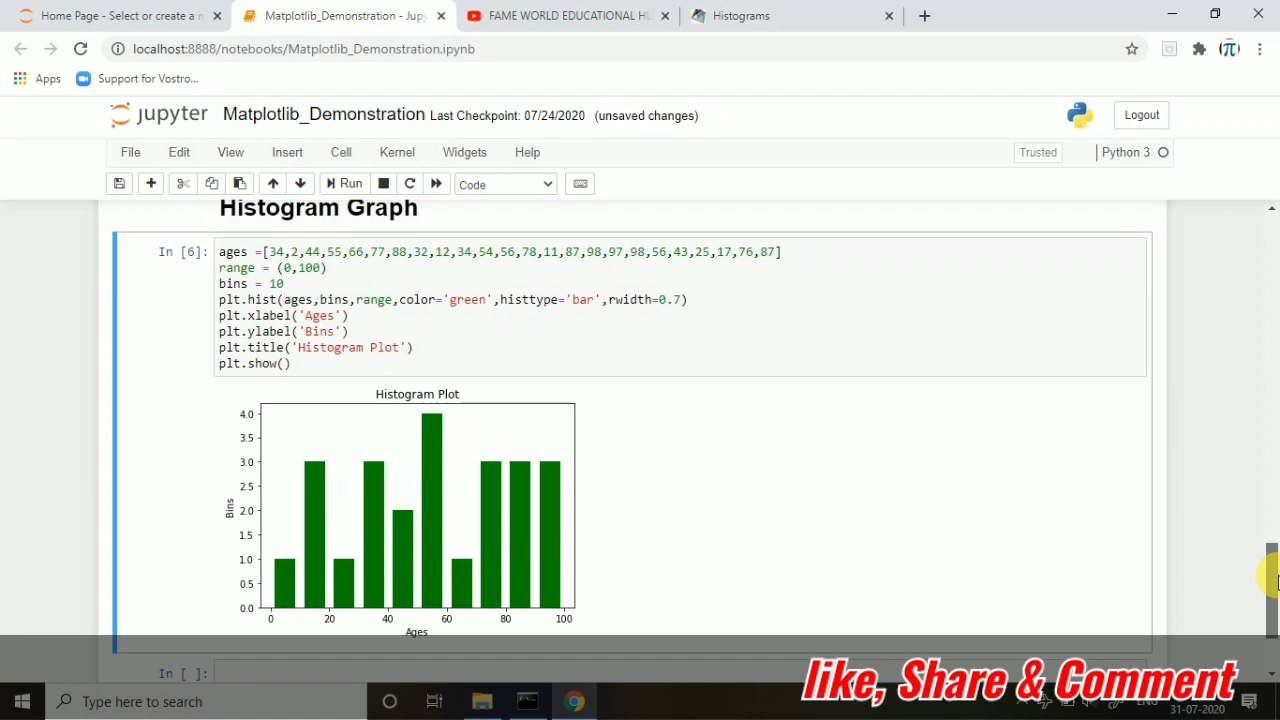 Home Page - Select or create a n
Matplotlib_Demonstration - Jupy
FAME WORLD EDUCATIONAL HU
Histograms
localhost:8888/notebooks/Matplotlib_Demonstration.ipynb
Apps
Support for Vostro...
jupyter
Matplotlib_Demonstration Last Checkpoint: 07/24/2020 (unsaved changes)
Logout
File Edit View Insert Cell Kernel Widgets Help
Trusted
Python 3
Run
Code
Histogram Graph
In [6]:
ages =[34,2,44,55,66,77,88,32,12,34,54,56,78,11,87,98,97,98,56,43,25,17,76,87]
range = (0,100)
bins = 10
plt.hist(ages,bins,range,color='green',histtype='bar',rwidth=0.7)
plt.xlabel('Ages')
plt.ylabel('Bins')
plt.title('Histogram Plot')
plt.show()
Histogram Plot
4.0
3.5
3.0
2.5
2.0
1.5
1.0
0.5
0.0
Bins
0 20 40 60 80 100
Ages
In [ ]:
like, Share & Comment
Type here to search
ENG
31-07-2020